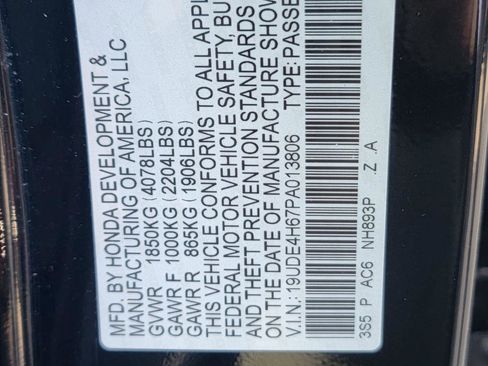 MFD. BY HONDA DEVELOPMENT &
MANUFACTURING OF AMERICA, LLC
GVWR 1850KG (4078LBS)
GAWR F 1000KG (2204LBS)
GAWR R 865KG (1906LBS)
THIS VEHICLE CONFORMS TO ALL APPL
FEDERAL MOTOR VEHICLE SAFETY, BU
AND THEFT PREVENTION STANDARDS
ON THE DATE OF MANUFACTURE SHOW
V.I.N.:19UDE4H67PA013806 TYPE:PASSE
3S5 P AC6 NH893P Z .A